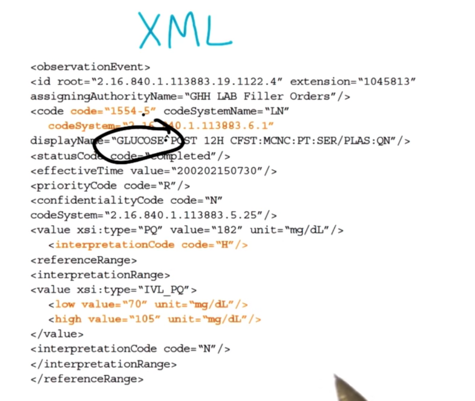 XML
<observationEvent>
<id root="2.16.840.1.113883.19.1122.4" extension="1045813"
assigningAuthorityName="GHH LAB Filler Orders"/>
<code code="1554-5" codeSystemName="LN"
codeSystem="2.16.840.1.113883.6.1"
displayName="GLUCOSE^POST 12H CFST:MCNC:PT:SER/PLAS:QN"/>
<statusCode code="completed"/>
<effectiveTime value="200202150730"/>
<priorityCode code="R"/>
<confidentialityCode code="N"
codeSystem="2.16.840.1.113883.5.25"/>
<value xsi:type="PQ" value="182" unit="mg/dL"/>
<interpretationCode code="H"/>
<referenceRange>
<interpretationRange>
<value xsi:type="IVL_PQ">
<low value="70" unit="mg/dL"/>
<high value="105" unit="mg/dL"/>
</value>
<interpretationCode code="N"/>
</interpretationRange>
</referenceRange>